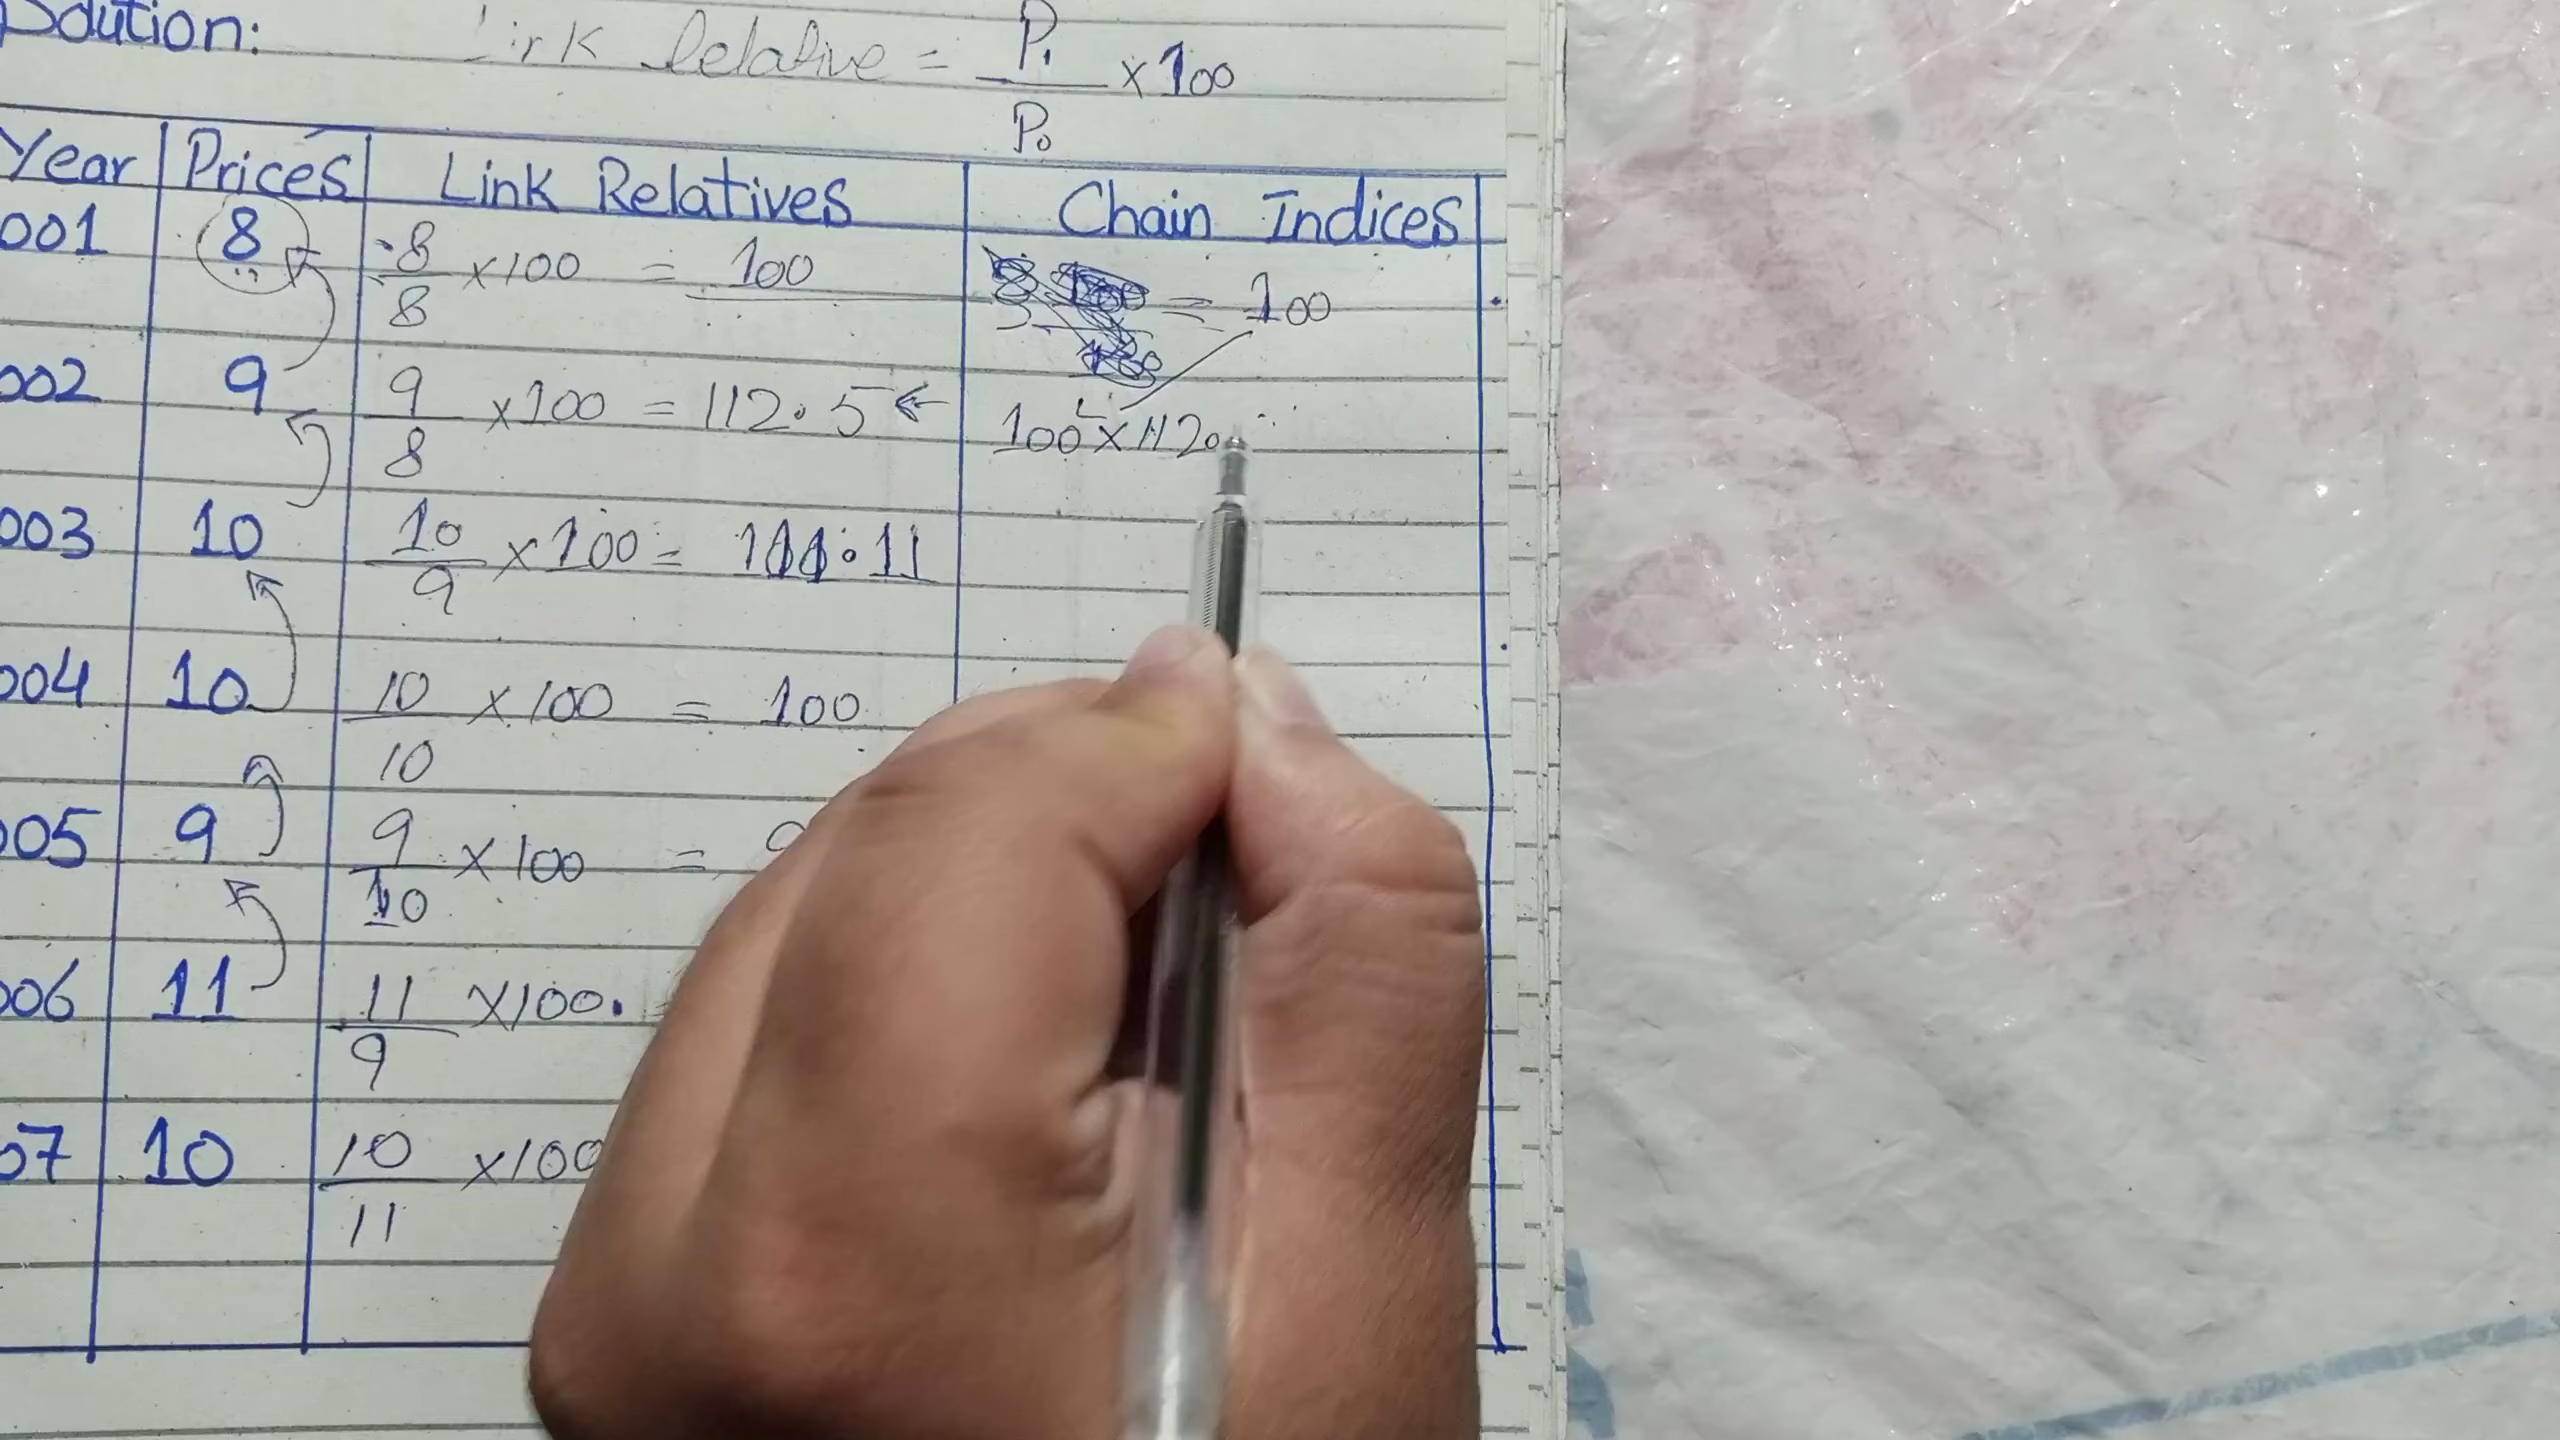 Solution: Link Relative = P₁ / P₀ × 100
Year Prices Link Relatives Chain Indices
001 8 8/8 ×100 = 100 = 100
002 9 9/8 ×100 = 112.5 ← 100×112.
003 10 10/9 ×100 = 111.11
004 10 10/10 ×100 = 100
005 9 9/10 ×100 = 9
006 11 11/9 ×100.
07 10 10/11 ×100